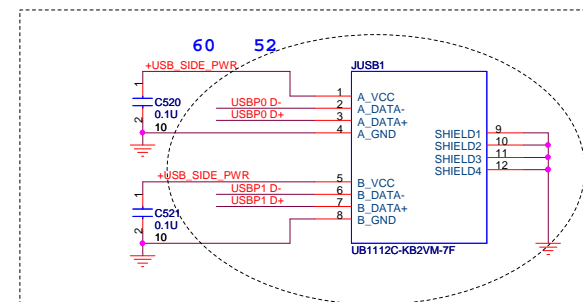 60 52
+USB_SIDE_PWR JUSB1
1 1 A_VCC
C520 USBP0 D- 2 A_DATA-
0.1U USBP0 D+ 3 A_DATA+
2 10 4 A_GND
SHIELD1 9
SHIELD2 10
SHIELD3 11
SHIELD4 12
+USB_SIDE_PWR 5 B_VCC
1 USBP1 D- 6 B_DATA-
C521 USBP1 D+ 7 B_DATA+
0.1U 8 B_GND
2 10
UB1112C-KB2VM-7F